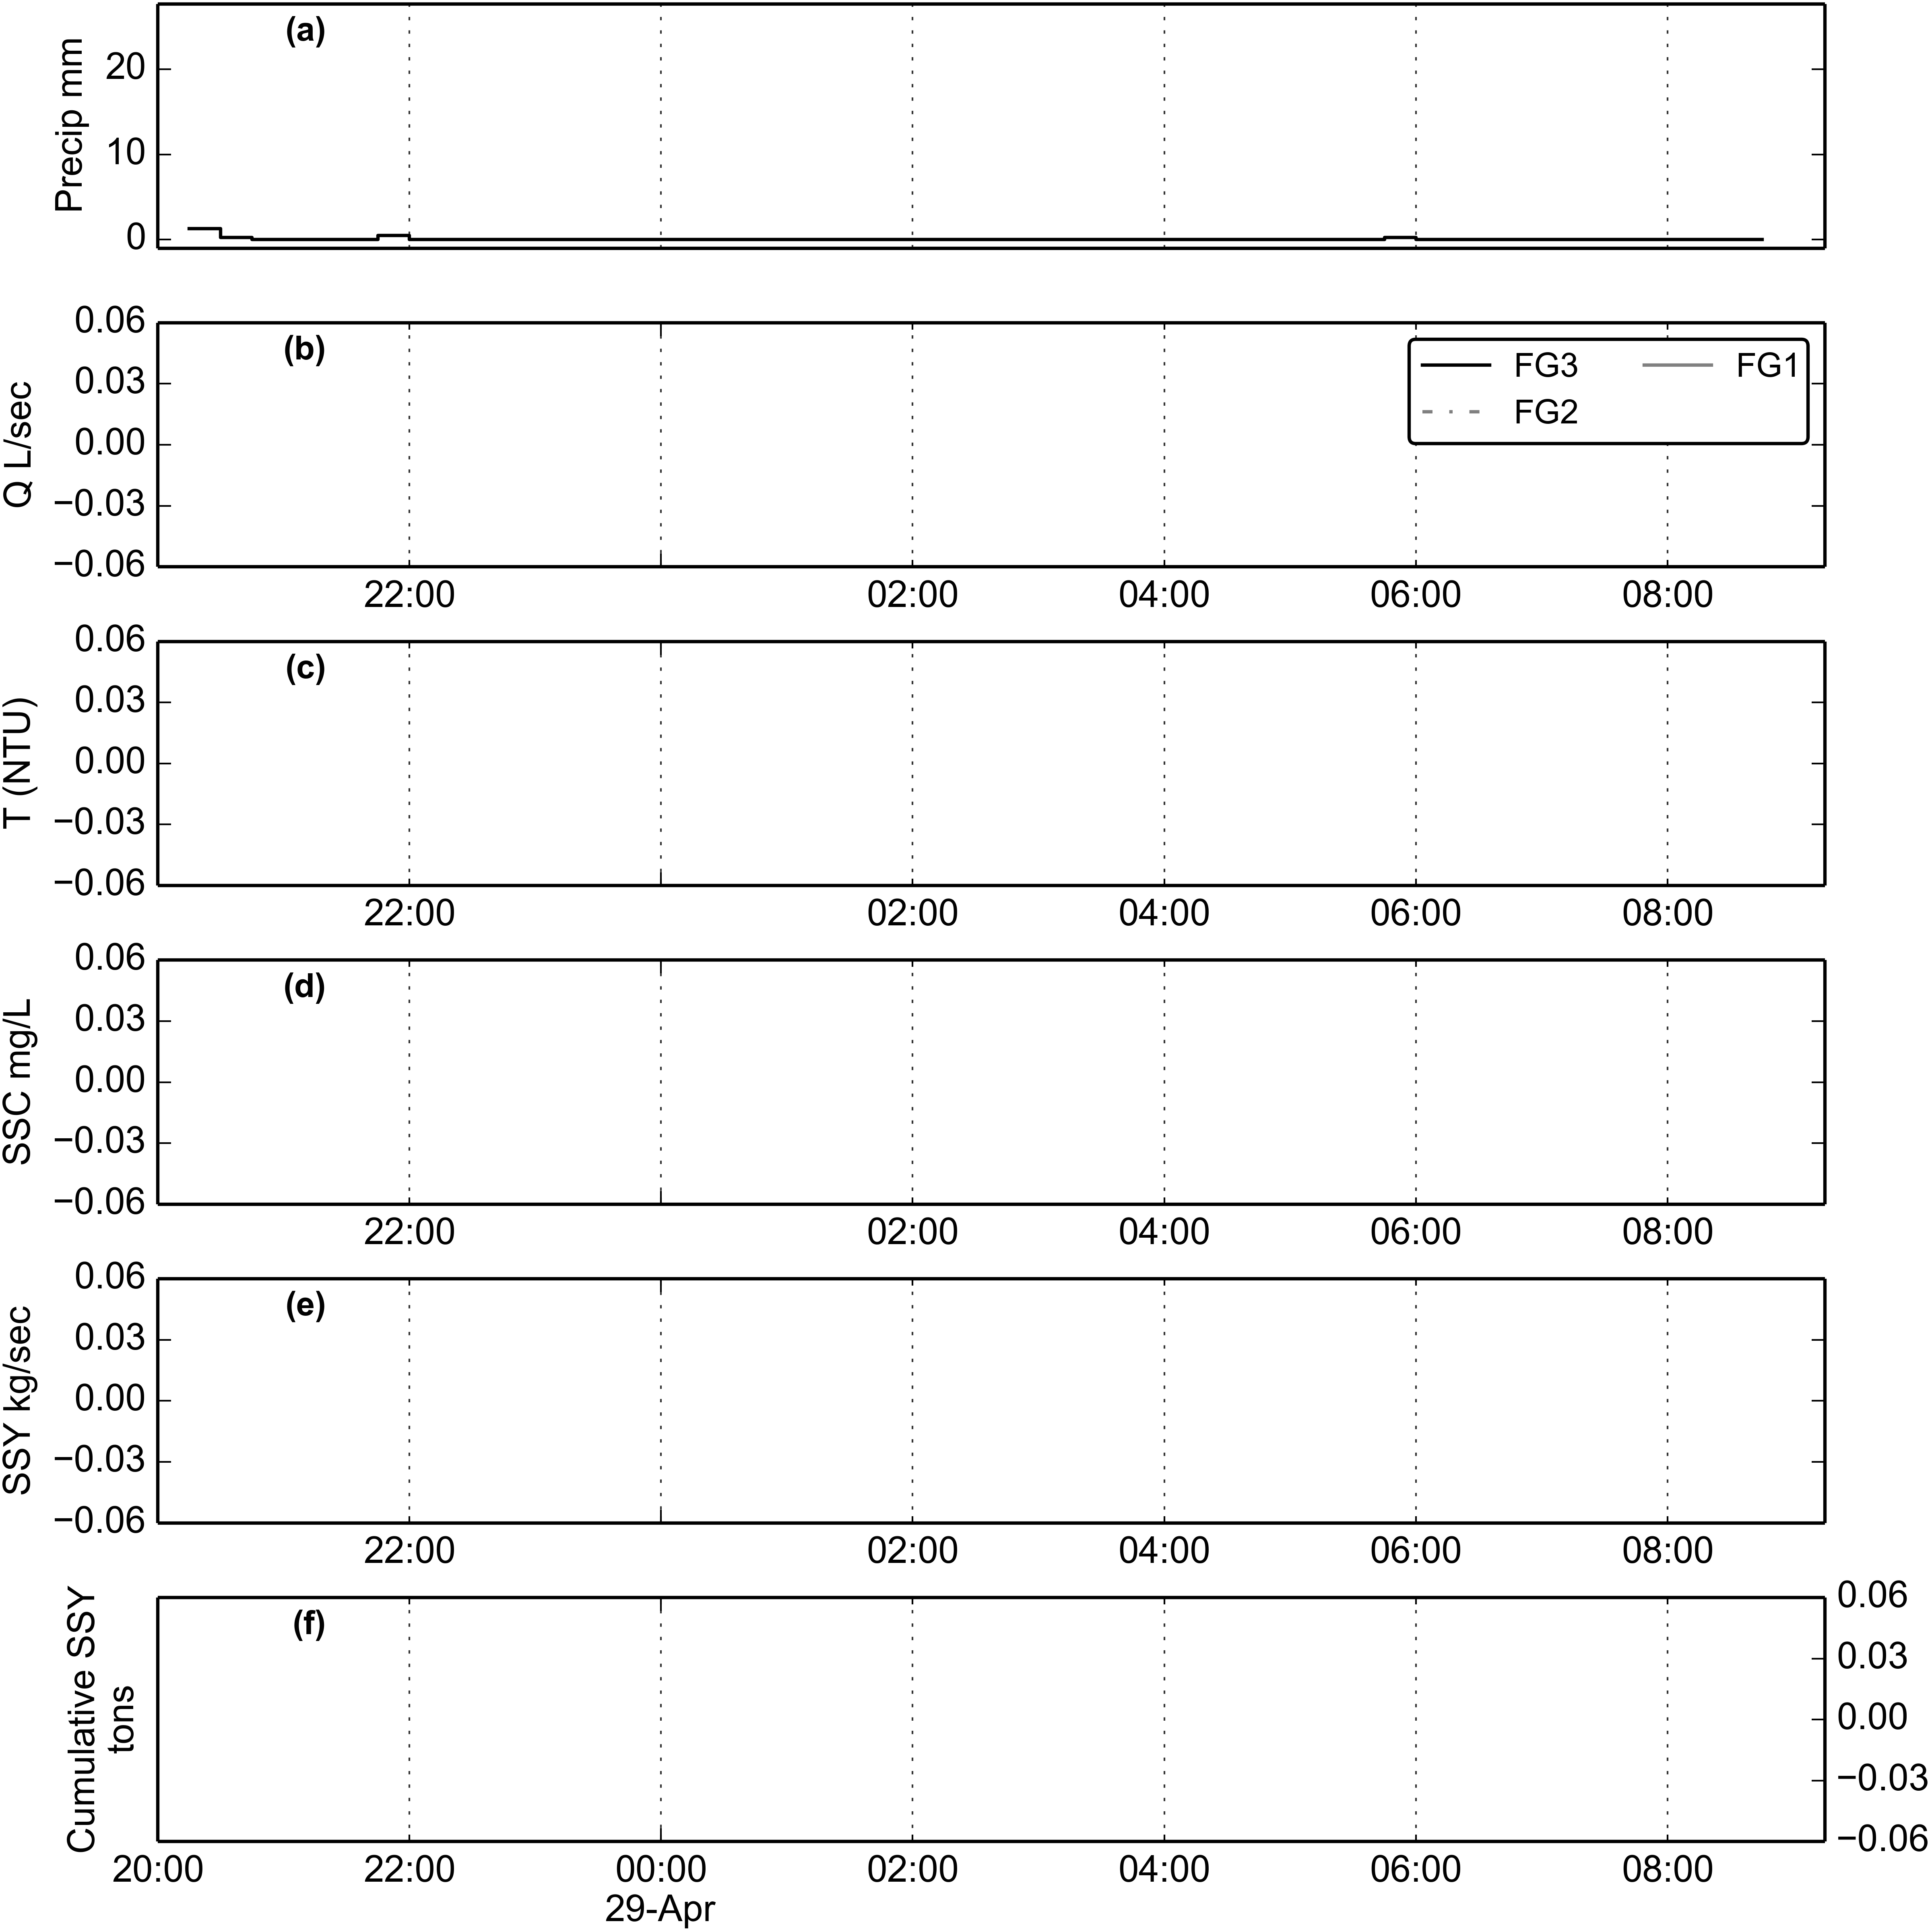 (a)
Precip mm
20
10
0
(b)
Q L/sec
0.06
0.03
0.00
−0.03
−0.06
FG3 FG1
FG2
22:00 02:00 04:00 06:00 08:00
(c)
T (NTU)
0.06
0.03
0.00
−0.03
−0.06
22:00 02:00 04:00 06:00 08:00
(d)
SSC mg/L
0.06
0.03
0.00
−0.03
−0.06
22:00 02:00 04:00 06:00 08:00
(e)
SSY kg/sec
0.06
0.03
0.00
−0.03
−0.06
22:00 02:00 04:00 06:00 08:00
(f)
Cumulative SSY
tons
0.06
0.03
0.00
−0.03
−0.06
20:00 22:00 00:00 02:00 04:00 06:00 08:00
29-Apr